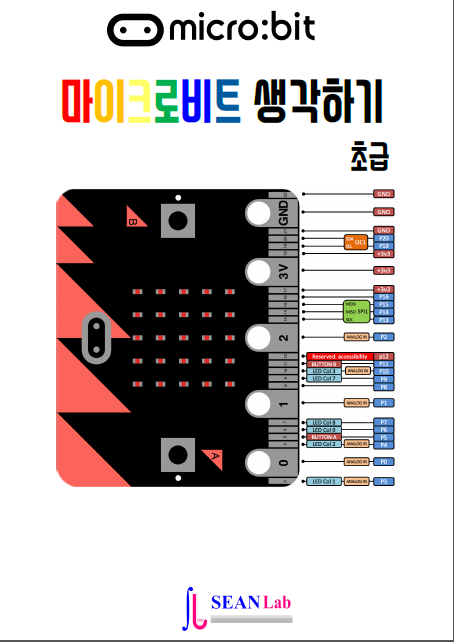 micro:bit
마이크로비트 생각하기
초급
GND
GND
GND
P20
I2C1
P19
+3v3
+3v3
+3v3
P16
MOSI P15
MISO SPI1 P14
SCK P13
ANALOG IN P2
Reserved: accessibility p12
BUTTON B P11
LED Col 3 ANALOG IN P10
LED Col 7 P9
P8
ANALOG IN P1
LED Col 8 P7
LED Col 9 P6
BUTTON A P5
LED Col 2 ANALOG IN P4
ANALOG IN P0
LED Col 1 ANALOG IN P3
B
A
GND
3V
2
1
0
SEAN Lab